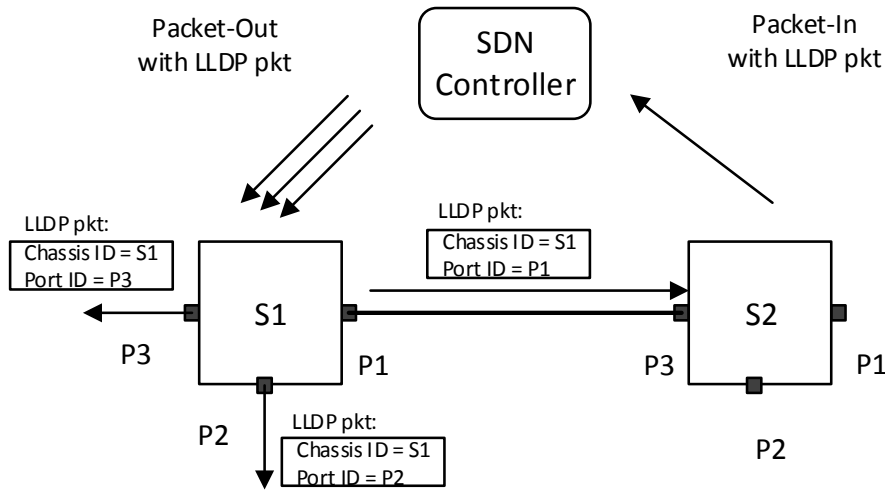 Packet-Out
with LLDP pkt
SDN
Controller
Packet-In
with LLDP pkt
LLDP pkt:
Chassis ID = S1
Port ID = P3
LLDP pkt:
Chassis ID = S1
Port ID = P1
S1
S2
P3
P1
P3
P1
P2
LLDP pkt:
Chassis ID = S1
Port ID = P2
P2